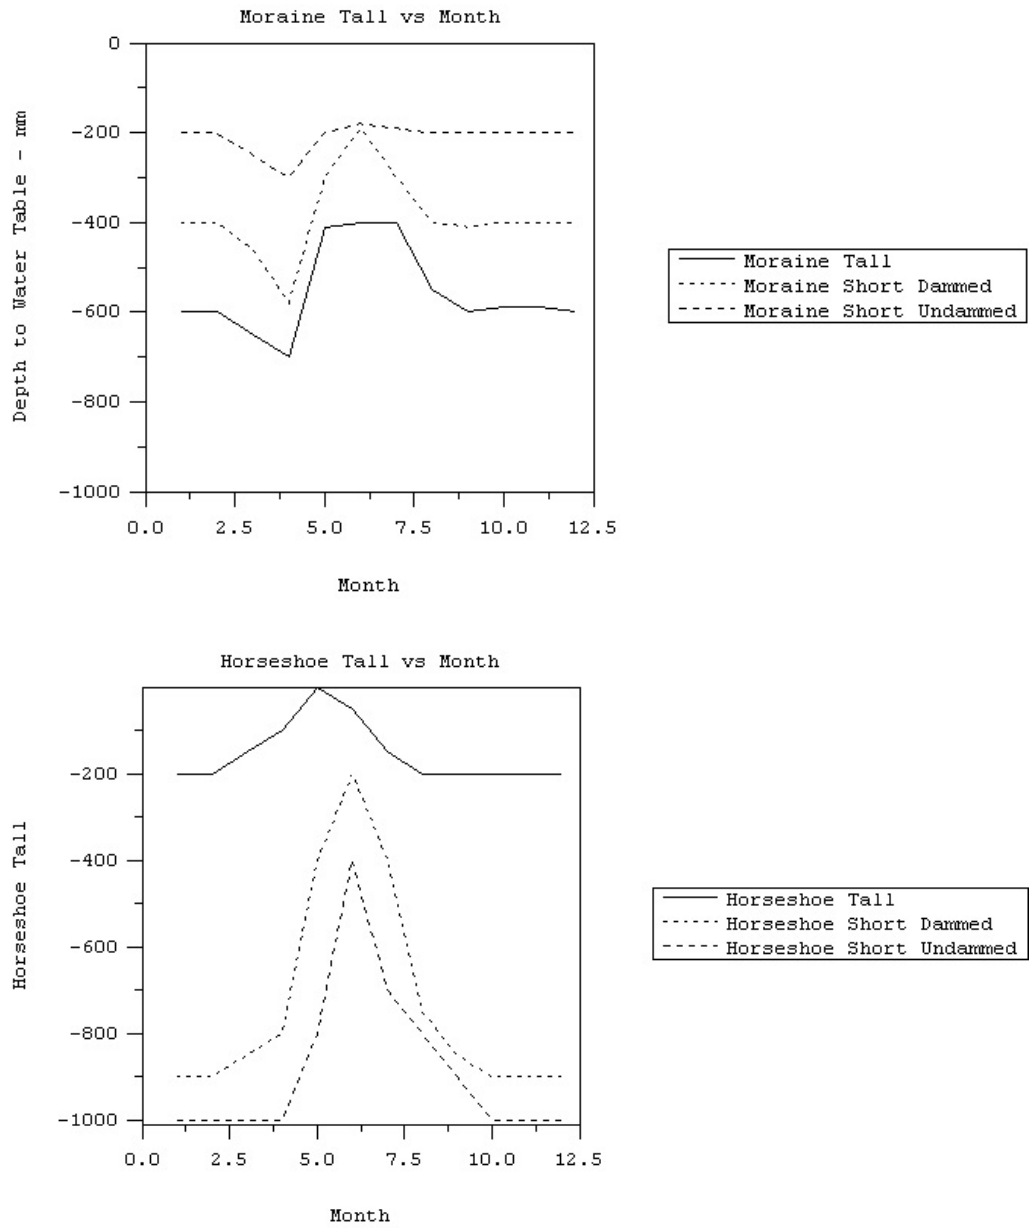 Moraine Tall vs Month
0
-200
-400
-600
-800
-1000
Depth to Water Table - mm
0.0 2.5 5.0 7.5 10.0 12.5
Month
Moraine Tall
Moraine Short Dammed
Moraine Short Undammed
Horseshoe Tall vs Month
-200
-400
-600
-800
-1000
Horseshoe Tall
0.0 2.5 5.0 7.5 10.0 12.5
Month
Horseshoe Tall
Horseshoe Short Dammed
Horseshoe Short Undammed